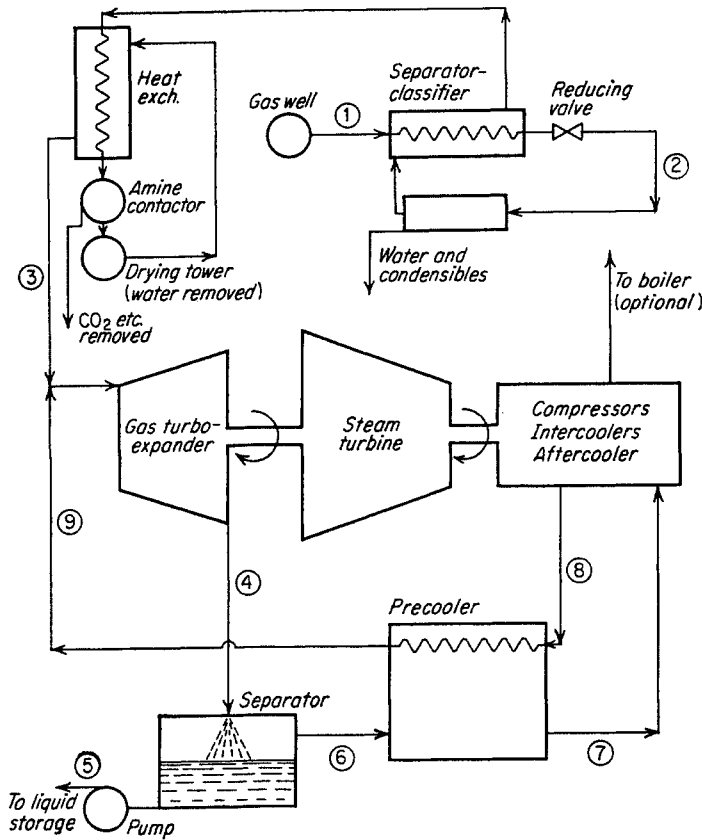 Heat
exch.
Gas well
①
Separator-
classifier
Reducing
valve
②
Amine
contactor
Drying tower
(water removed)
Water and
condensibles
③
CO₂ etc.
removed
To boiler
(optional)
Gas turbo-
expander
Steam
turbine
Compressors
Intercoolers
Aftercooler
⑨
④
⑧
Precooler
Separator
⑥
⑦
⑤
To liquid
storage
Pump